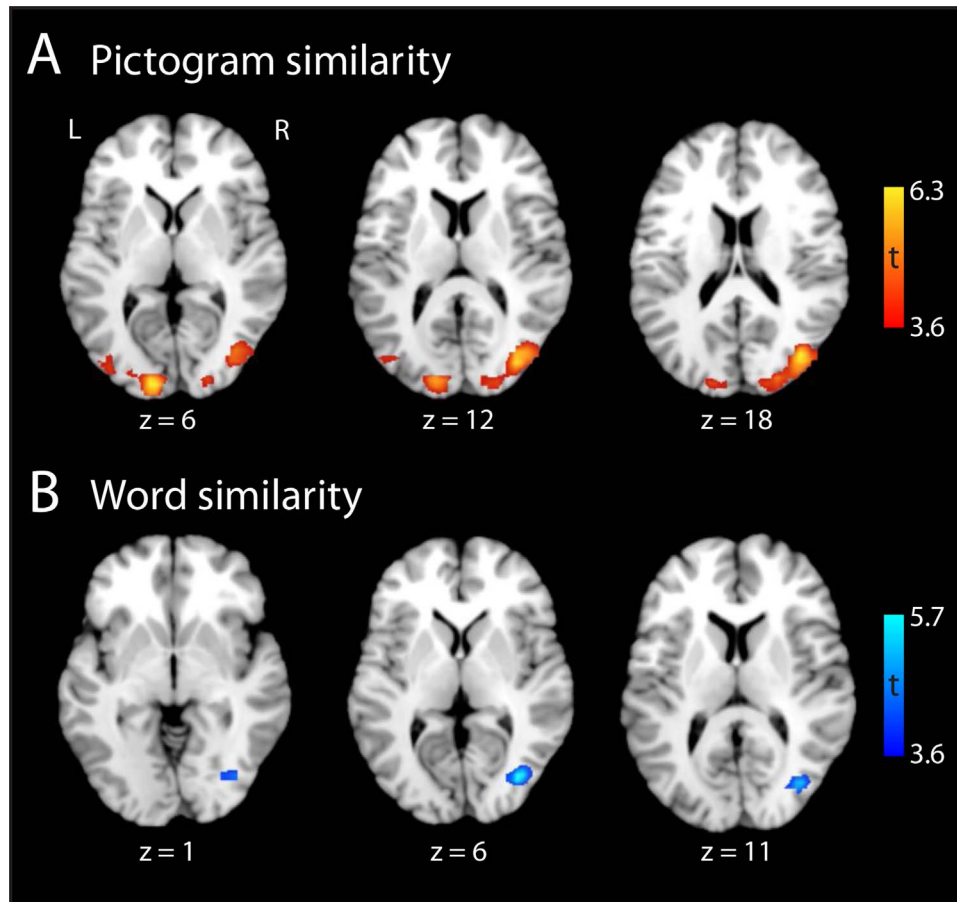 A Pictogram similarity
L R
6.3
t
3.6
z = 6 z = 12 z = 18
B Word similarity
5.7
t
3.6
z = 1 z = 6 z = 11